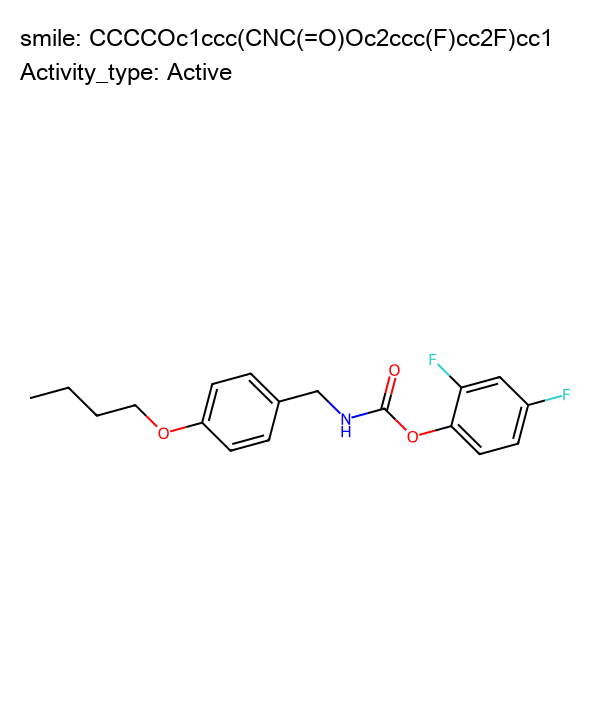 smile: CCCCOc1ccc(CNC(=O)Oc2ccc(F)cc2F)cc1
Activity_type: Active
F
O
F
N
H
O
O